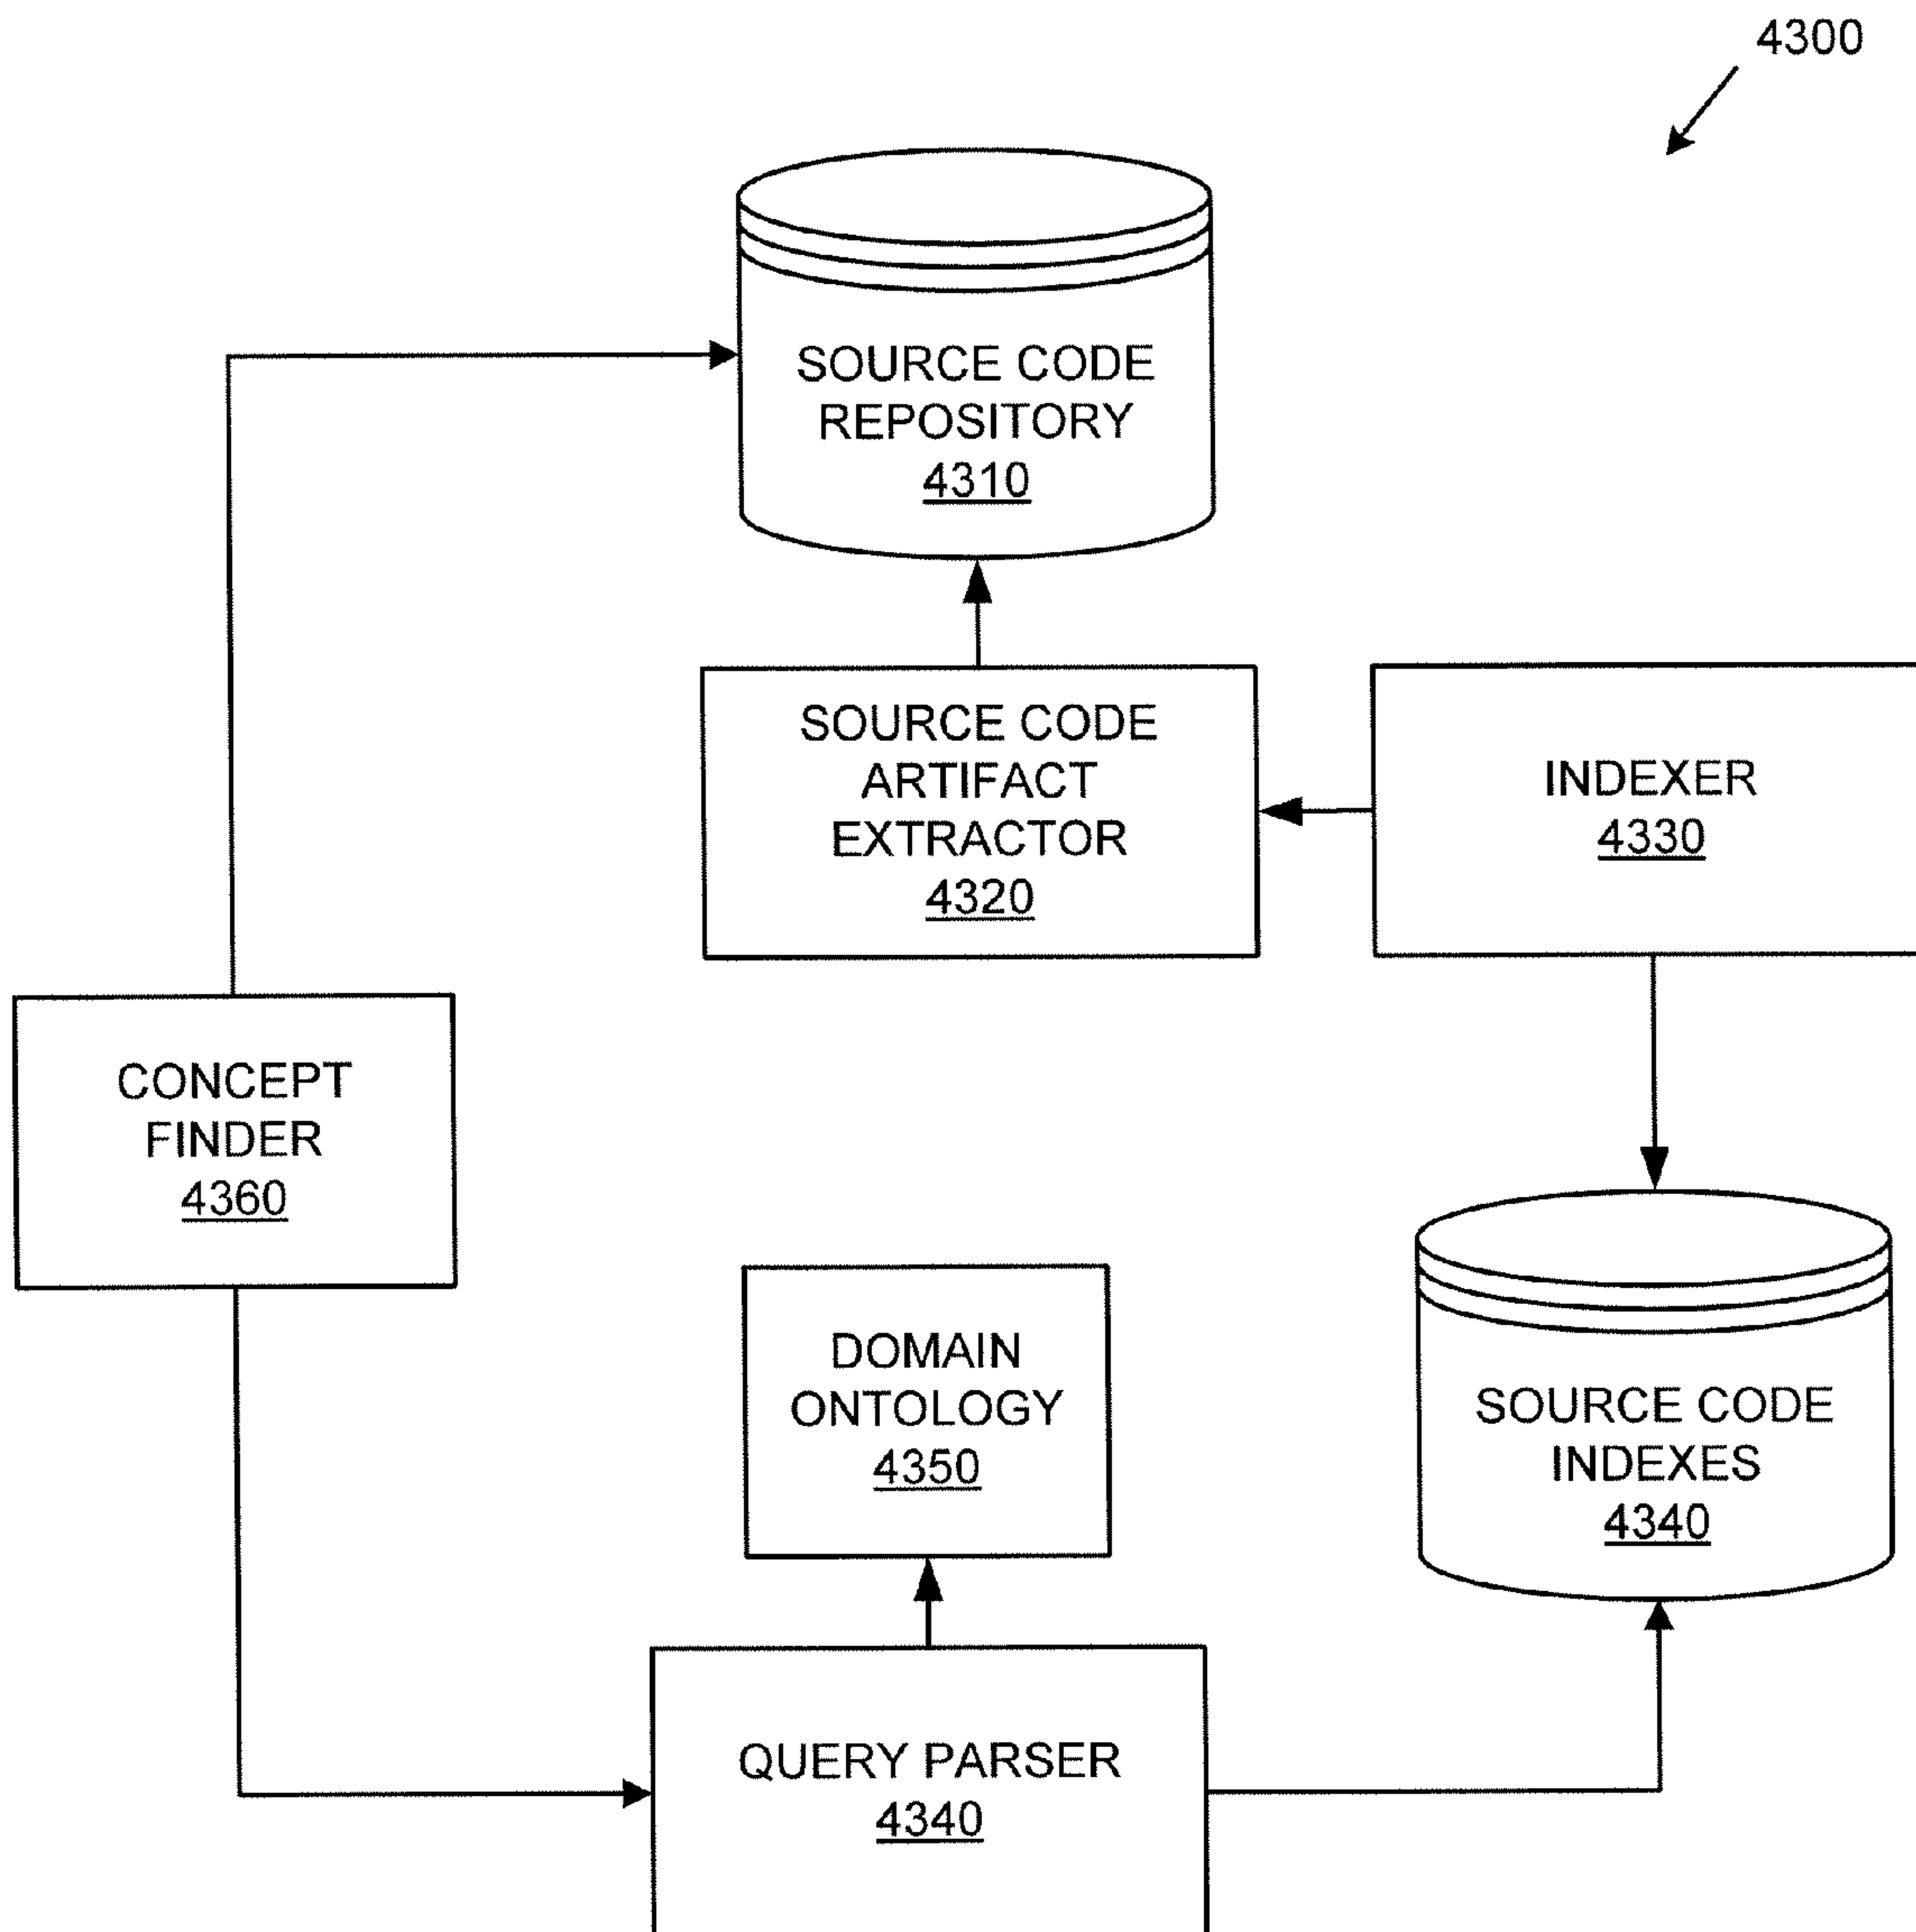 4300
SOURCE CODE
REPOSITORY
4310
SOURCE CODE
ARTIFACT
EXTRACTOR
4320
INDEXER
4330
CONCEPT
FINDER
4360
DOMAIN
ONTOLOGY
4350
SOURCE CODE
INDEXES
4340
QUERY PARSER
4340